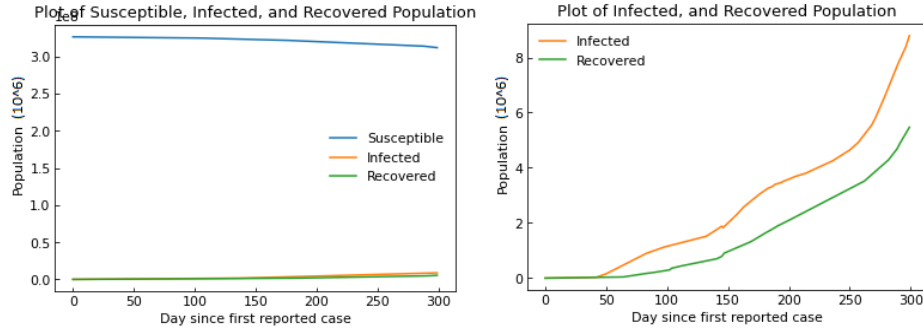 Plot of Susceptible, Infected, and Recovered Population
1e8
3.0
2.5
2.0
1.5
1.0
0.5
0.0
Population (10^6)
Susceptible
Infected
Recovered
0 50 100 150 200 250 300
Day since first reported case
Plot of Infected, and Recovered Population
Infected
Recovered
8
6
4
2
0
Population (10^6)
0 50 100 150 200 250 300
Day since first reported case